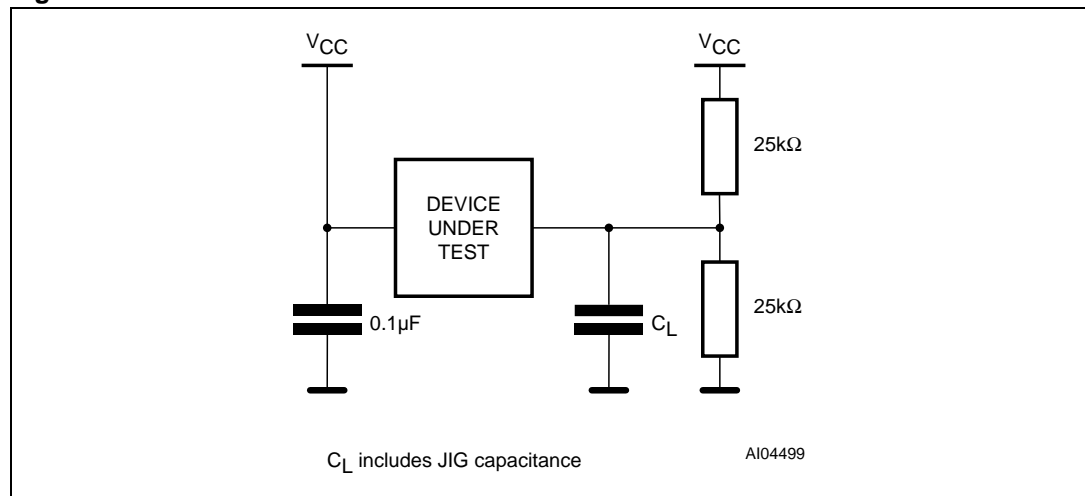 VCC
VCC
25kΩ
DEVICE
UNDER
TEST
0.1µF
CL
25kΩ
CL includes JIG capacitance
AI04499